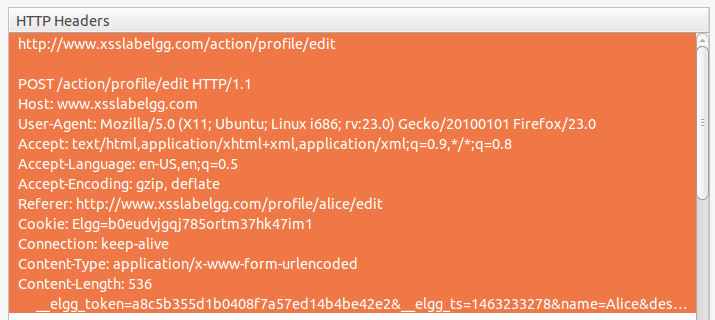 HTTP Headers
http://www.xsslabelgg.com/action/profile/edit
POST /action/profile/edit HTTP/1.1
Host: www.xsslabelgg.com
User-Agent: Mozilla/5.0 (X11; Ubuntu; Linux i686; rv:23.0) Gecko/20100101 Firefox/23.0
Accept: text/html,application/xhtml+xml,application/xml;q=0.9,*/*;q=0.8
Accept-Language: en-US,en;q=0.5
Accept-Encoding: gzip, deflate
Referer: http://www.xsslabelgg.com/profile/alice/edit
Cookie: Elgg=b0eudvjgqj785ortm37hk47im1
Connection: keep-alive
Content-Type: application/x-www-form-urlencoded
Content-Length: 536
__elgg_token=a8c5b355d1b0408f7a57ed14b4be42e2&__elgg_ts=1463233278&name=Alice&des...